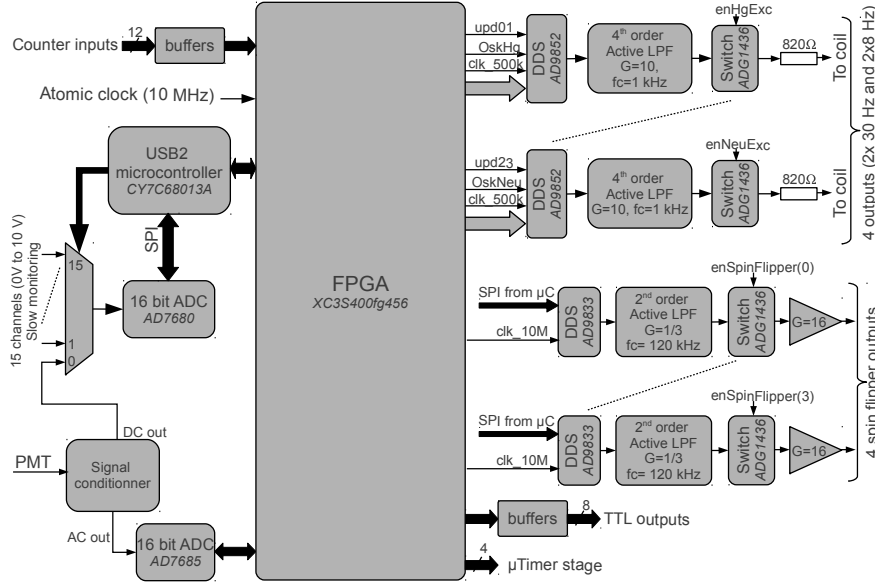 Counter inputs
12
buffers
Atomic clock (10 MHz)
USB2
microcontroller
CY7C68013A
SPI
15 channels (0V to 10 V)
Slow monitoring
15
1
0
16 bit ADC
AD7680
DC out
PMT
Signal
conditionner
AC out
16 bit ADC
AD7685
FPGA
XC3S400fg456
upd01
OskHg
clk_500k
DDS
AD9852
4th order
Active LPF
G=10,
fc=1 kHz
enHgExc
Switch
ADG1436
820Ω
To coil
upd23
OskNeu
clk_500k
DDS
AD9852
4th order
Active LPF
G=10, fc=1 kHz
enNeuExc
Switch
ADG1436
820Ω
To coil
4 outputs (2x 30 Hz and 2x8 Hz)
SPI from µC
clk_10M
DDS
AD9833
2nd order
Active LPF
G=1/3
fc= 120 kHz
enSpinFlipper(0)
Switch
ADG1436
G=16
SPI from µC
clk_10M
DDS
AD9833
2nd order
Active LPF
G=1/3
fc= 120 kHz
enSpinFlipper(3)
Switch
ADG1436
G=16
4 spin flipper outputs
buffers
8
TTL outputs
4
µTimer stage